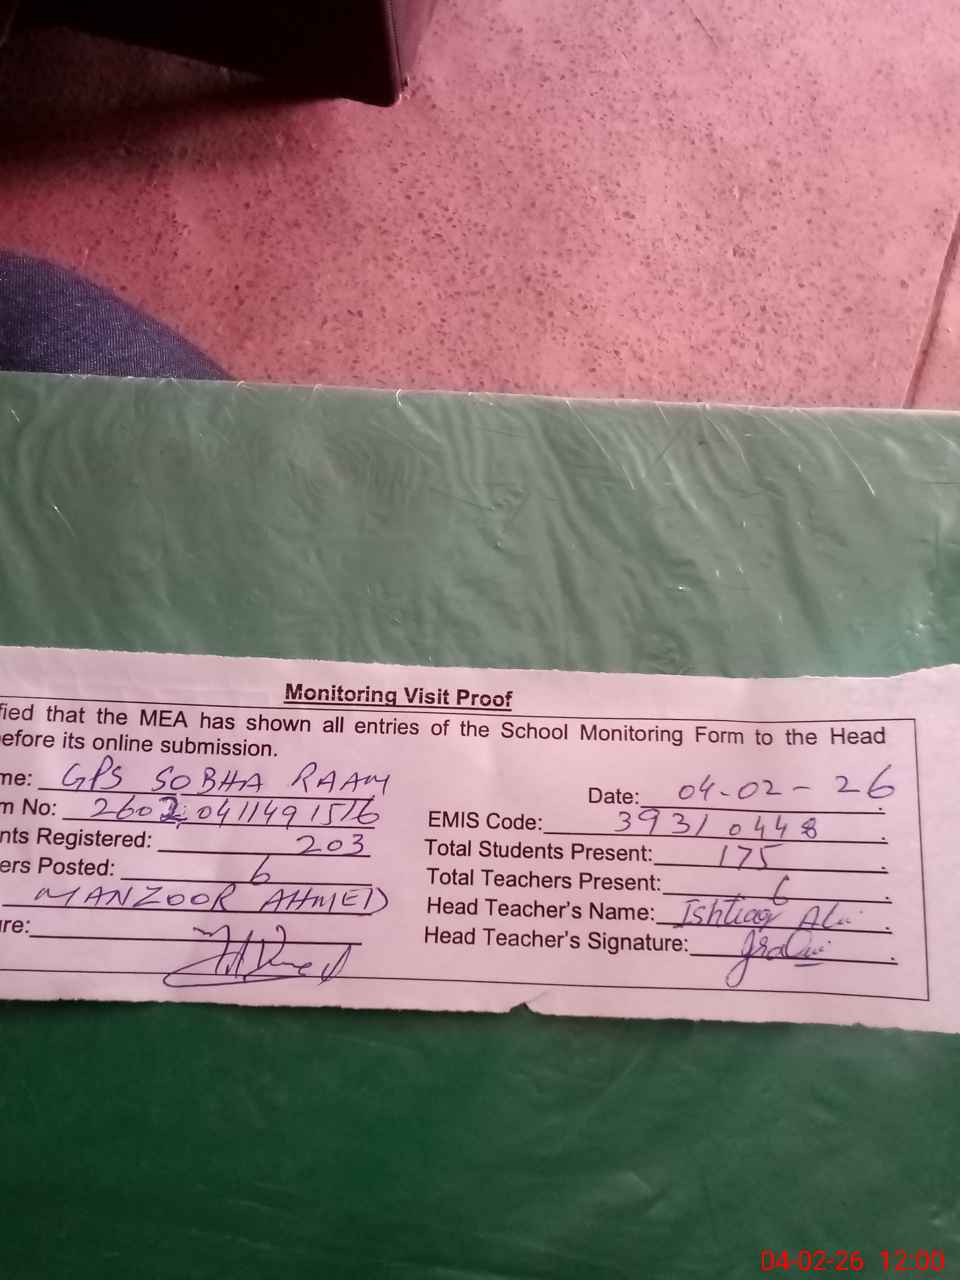 Monitoring Visit Proof
fied that the MEA has shown all entries of the School Monitoring Form to the Head
efore its online submission.
me: GPS SOBHA RAAM Date: 04-02-26
m No: 26020411491516 EMIS Code: 39310448
nts Registered: 203 Total Students Present: 175
ers Posted: 6 Total Teachers Present: 6
MANZOOR AHMED Head Teacher's Name: Ishtiaq Ali
re: Head Teacher's Signature:
04-02-26 12:00